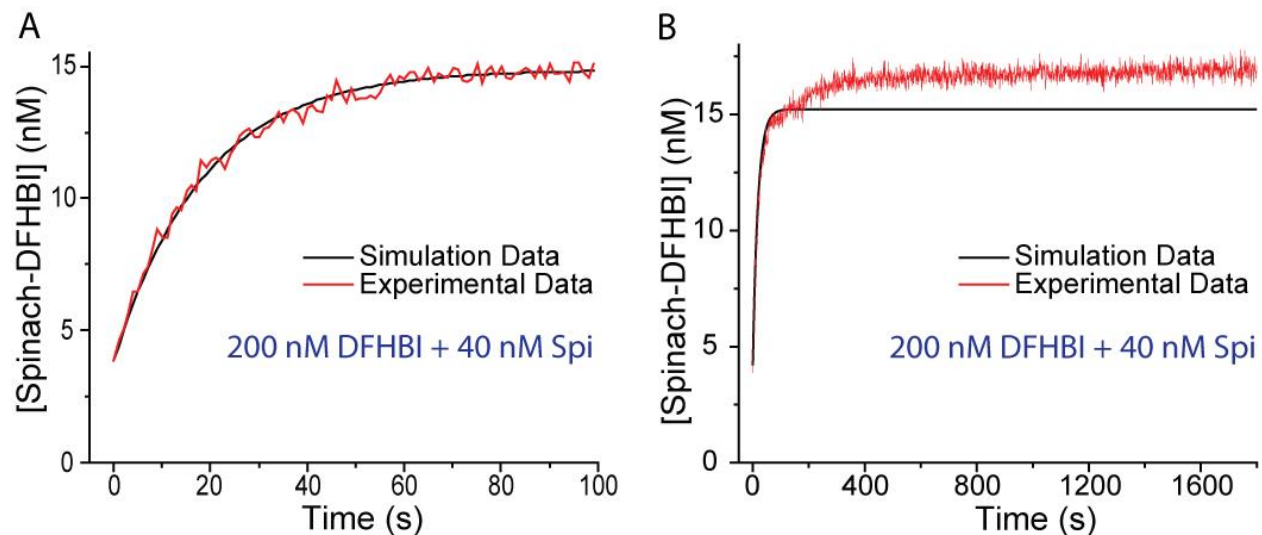 A
[Spinach-DFHBI] (nM)
15
10
5
0
Simulation Data
Experimental Data
200 nM DFHBI + 40 nM Spi
0 20 40 60 80 100
Time (s)
B
[Spinach-DFHBI] (nM)
15
10
5
0
Simulation Data
Experimental Data
200 nM DFHBI + 40 nM Spi
0 400 800 1200 1600
Time (s)